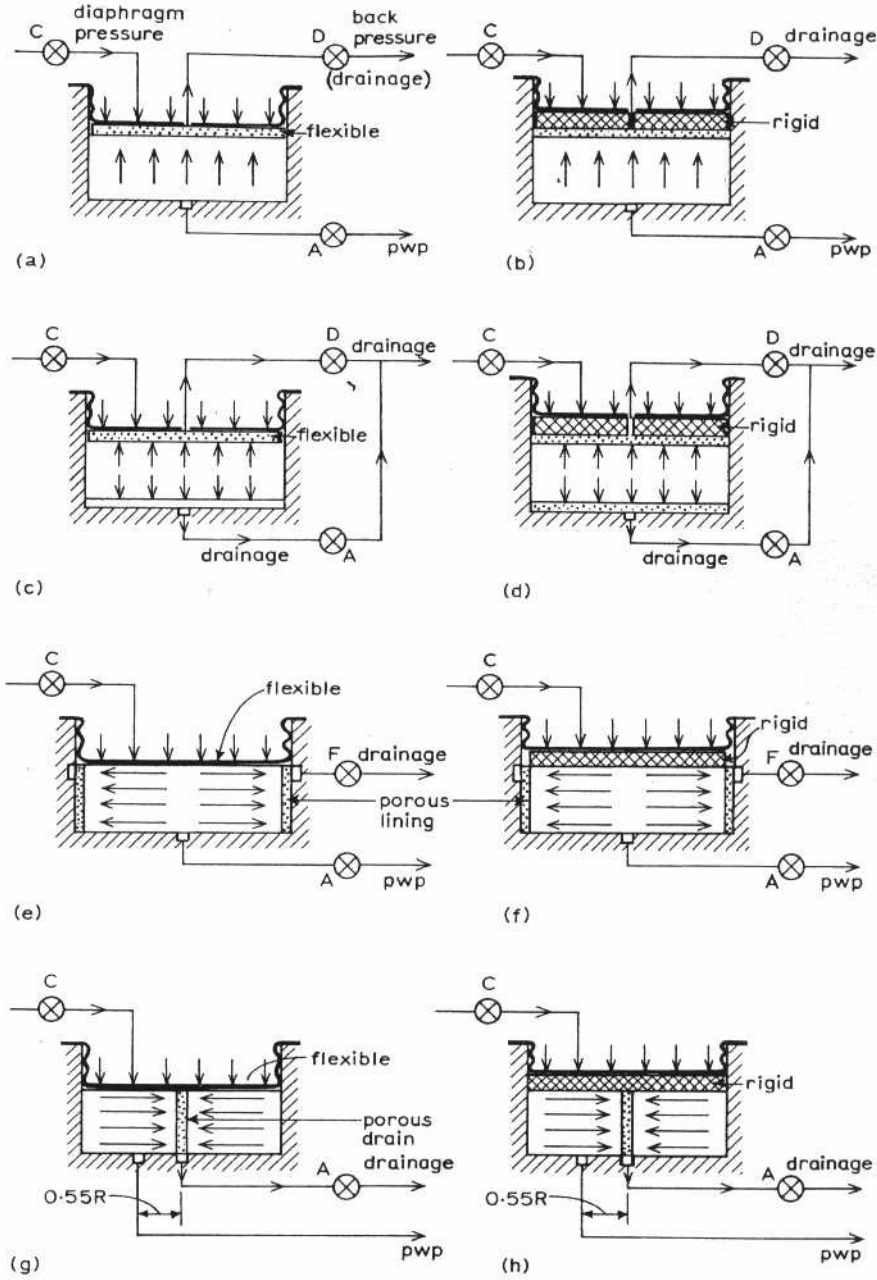 C
diaphragm
pressure
D
back
pressure
(drainage)
flexible
A
pwp
(a)
C
D
drainage
rigid
A
pwp
(b)
C
D
drainage
flexible
drainage
A
(c)
C
D
drainage
rigid
drainage
A
(d)
C
flexible
F
drainage
porous
lining
A
pwp
(e)
C
rigid
F
drainage
A
pwp
(f)
C
flexible
porous
drain
A
drainage
0·55R
pwp
(g)
C
rigid
A
drainage
0·55R
pwp
(h)